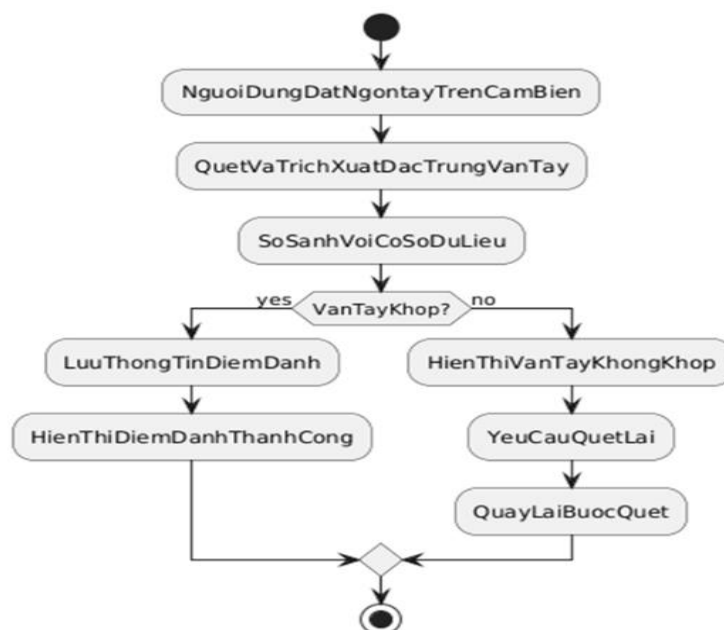 NguoiDungDatNgontayTrenCamBien
QuetVaTrichXuatDacTrungVanTay
SoSanhVoiCoSoDuLieu
yes
VanTayKhop?
no
LuuThongTinDiemDanh
HienThiVanTayKhongKhop
HienThiDiemDanhThanhCong
YeuCauQuetLai
QuayLaiBuocQuet